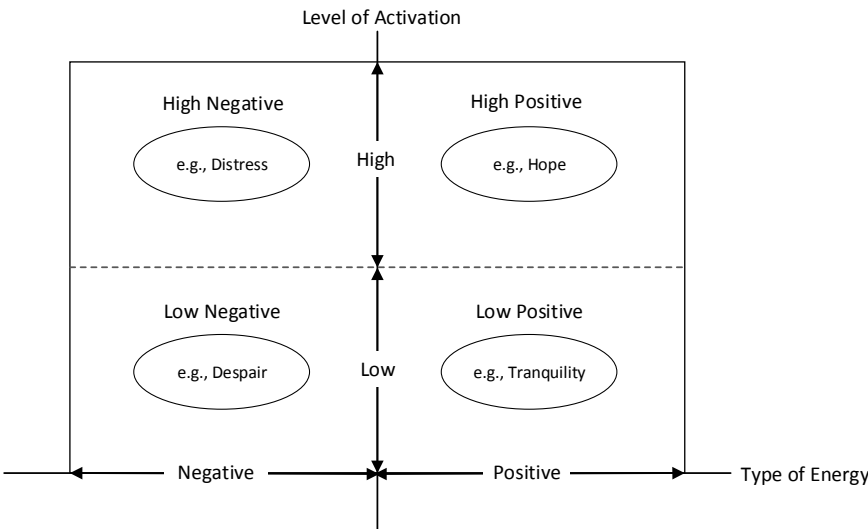 Level of Activation
High Negative
High Positive
e.g., Distress
High
e.g., Hope
Low Negative
Low Positive
e.g., Despair
Low
e.g., Tranquility
Negative
Positive
Type of Energy